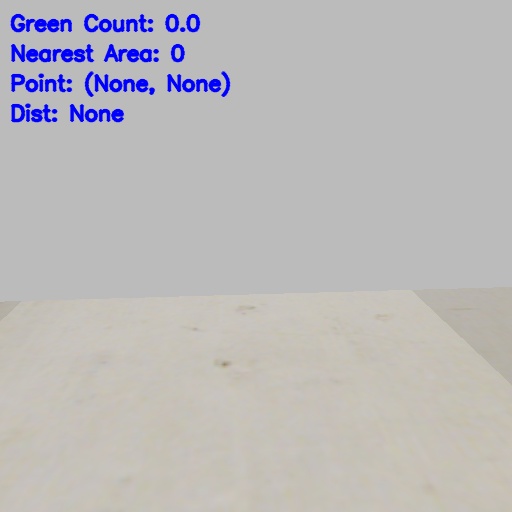 Green Count: 0.0
Nearest Area: 0
Point: (None, None)
Dist: None